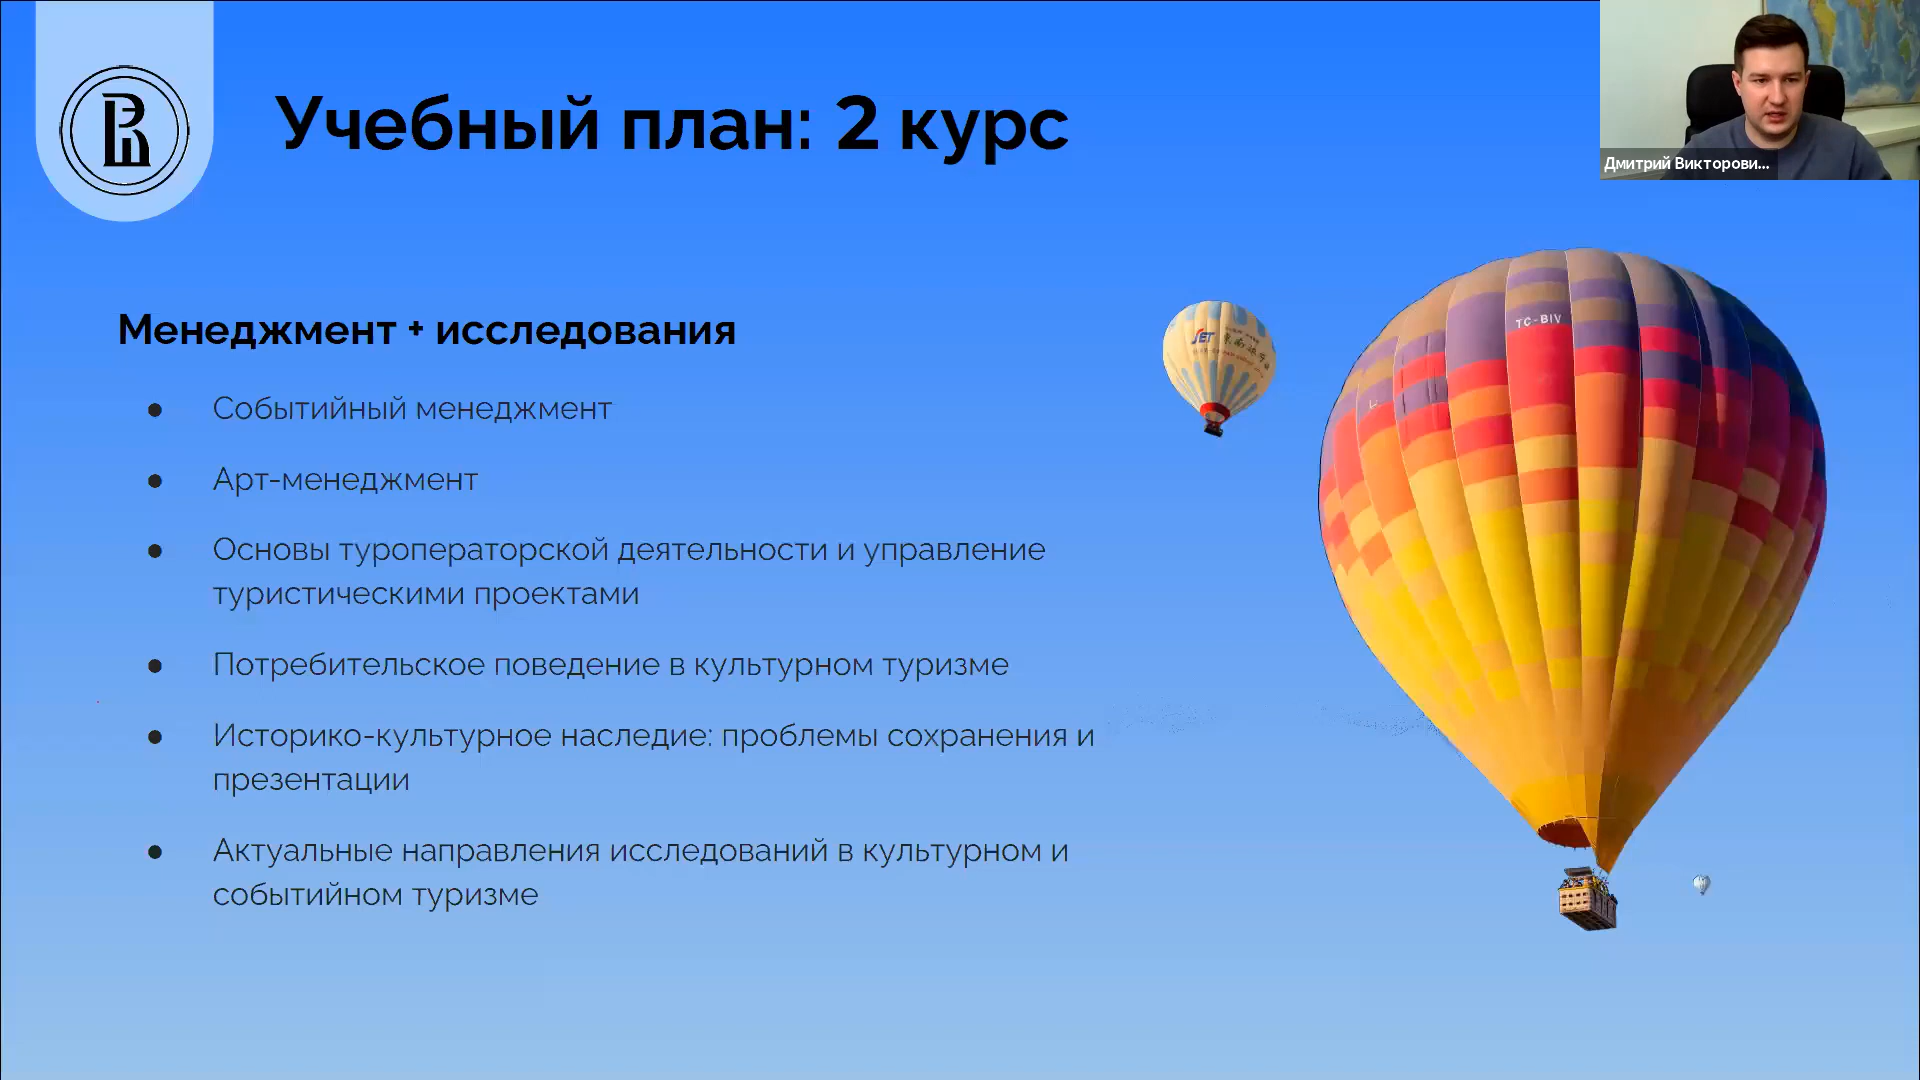 Учебный план: 2 курс
Дмитрий Викторови...
Менеджмент + исследования
● Событийный менеджмент
● Арт-менеджмент
● Основы туроператорской деятельности и управление
туристическими проектами
● Потребительское поведение в культурном туризме
● Историко-культурное наследие: проблемы сохранения и
презентации
● Актуальные направления исследований в культурном и
событийном туризме
TC-BIV
SET